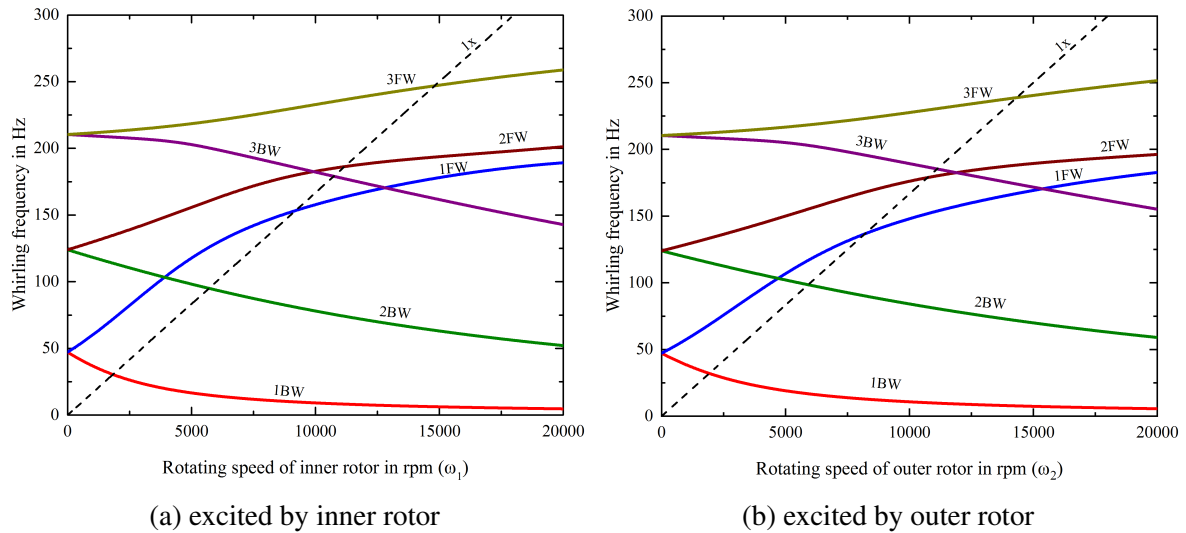 300
250
200
150
100
50
0
Whirling frequency in Hz
1x
3FW
3BW
2FW
1FW
2BW
1BW
0 5000 10000 15000 20000
Rotating speed of inner rotor in rpm (ω₁)
(a) excited by inner rotor
300
250
200
150
100
50
0
Whirling frequency in Hz
1x
3FW
3BW
2FW
1FW
2BW
1BW
0 5000 10000 15000 20000
Rotating speed of outer rotor in rpm (ω₂)
(b) excited by outer rotor